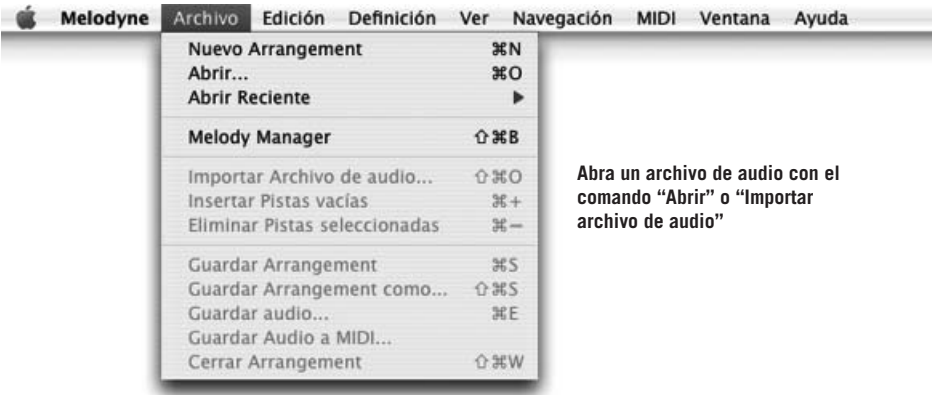 Melodyne Archivo Edición Definición Ver Navegación MIDI Ventana Ayuda
Nuevo Arrangement ⌘N
Abrir... ⌘O
Abrir Reciente ▶
Melody Manager ⇧⌘B
Importar Archivo de audio... ⇧⌘O
Insertar Pistas vacías ⌘+
Eliminar Pistas seleccionadas ⌘−
Guardar Arrangement ⌘S
Guardar Arrangement como... ⇧⌘S
Guardar audio... ⌘E
Guardar Audio a MIDI...
Cerrar Arrangement ⇧⌘W
Abra un archivo de audio con el
comando “Abrir” o “Importar
archivo de audio”